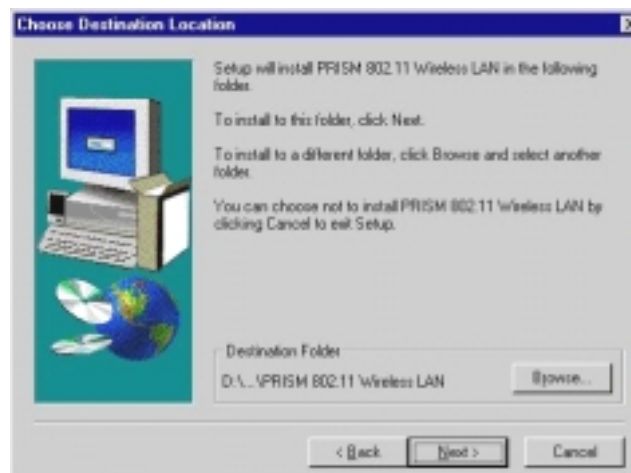 Choose Destination Location
Setup will install PRISM 802.11 Wireless LAN in the following
folder.
To install to this folder, click Next.
To install to a different folder, click Browse and select another
folder.
You can choose not to install PRISM 802.11 Wireless LAN by
clicking Cancel to exit Setup.
Destination Folder
D:\...\PRISM 802.11 Wireless LAN
Browse...
< Back
Next >
Cancel